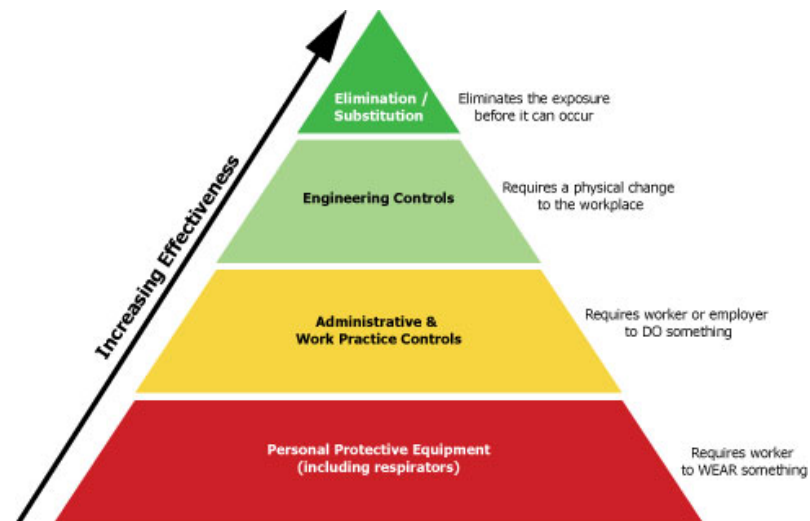 Increasing Effectiveness
Elimination /
Substitution
Eliminates the exposure
before it can occur
Engineering Controls
Requires a physical change
to the workplace
Administrative &
Work Practice Controls
Requires worker or employer
to DO something
Personal Protective Equipment
(including respirators)
Requires worker
to WEAR something